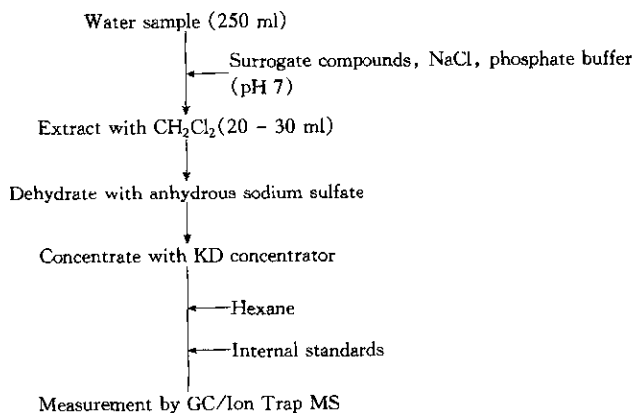 Water sample (250 ml)
Surrogate compounds, NaCl, phosphate buffer
(pH 7)
Extract with CH₂Cl₂(20 - 30 ml)
Dehydrate with anhydrous sodium sulfate
Concentrate with KD concentrator
Hexane
Internal standards
Measurement by GC/Ion Trap MS